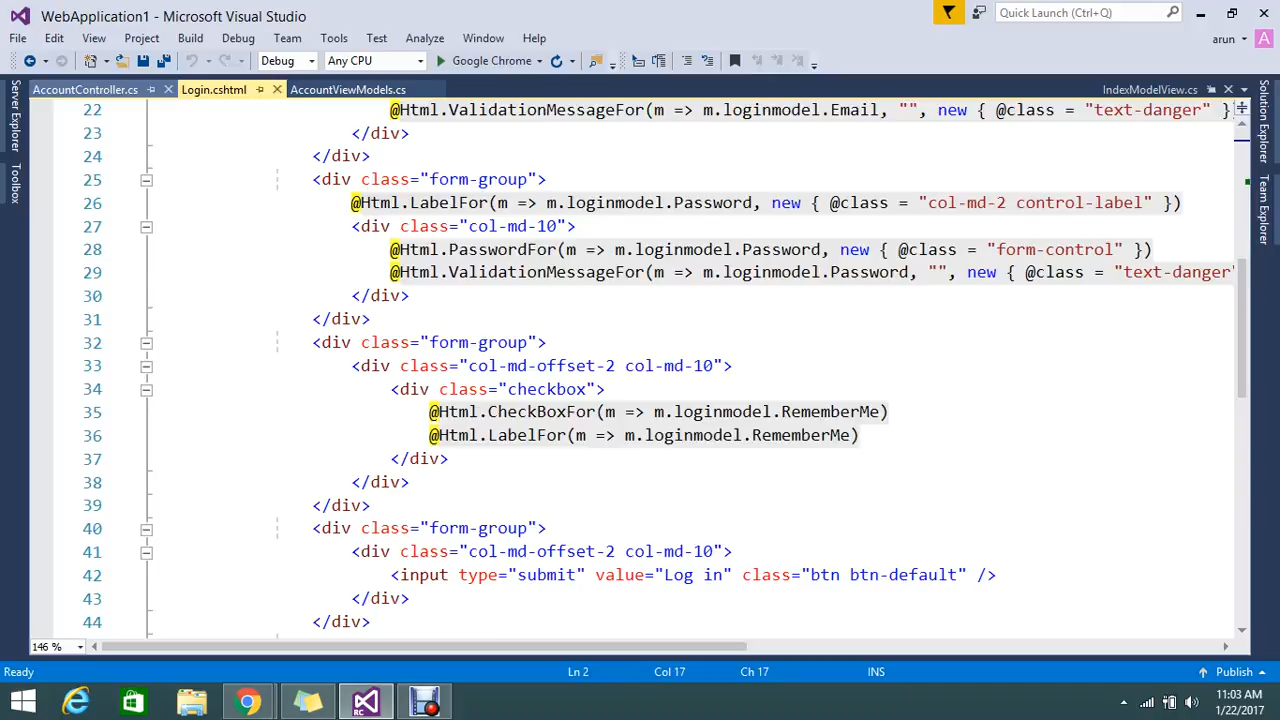 WebApplication1 - Microsoft Visual Studio
Quick Launch (Ctrl+Q)
File Edit View Project Build Debug Team Tools Test Analyze Window Help
arun A
Debug Any CPU Google Chrome
AccountController.cs Login.cshtml AccountViewModels.cs IndexModelView.cs
Server Explorer
Toolbox
Solution Explorer
Team Explorer
22 @Html.ValidationMessageFor(m => m.loginmodel.Email, "", new { @class = "text-danger" }
23 </div>
24 </div>
25 <div class="form-group">
26 @Html.LabelFor(m => m.loginmodel.Password, new { @class = "col-md-2 control-label" })
27 <div class="col-md-10">
28 @Html.PasswordFor(m => m.loginmodel.Password, new { @class = "form-control" })
29 @Html.ValidationMessageFor(m => m.loginmodel.Password, "", new { @class = "text-danger"
30 </div>
31 </div>
32 <div class="form-group">
33 <div class="col-md-offset-2 col-md-10">
34 <div class="checkbox">
35 @Html.CheckBoxFor(m => m.loginmodel.RememberMe)
36 @Html.LabelFor(m => m.loginmodel.RememberMe)
37 </div>
38 </div>
39 </div>
40 <div class="form-group">
41 <div class="col-md-offset-2 col-md-10">
42 <input type="submit" value="Log in" class="btn btn-default" />
43 </div>
44 </div>
146 %
Ready Ln 2 Col 17 Ch 17 INS Publish
RC
11:03 AM
1/22/2017